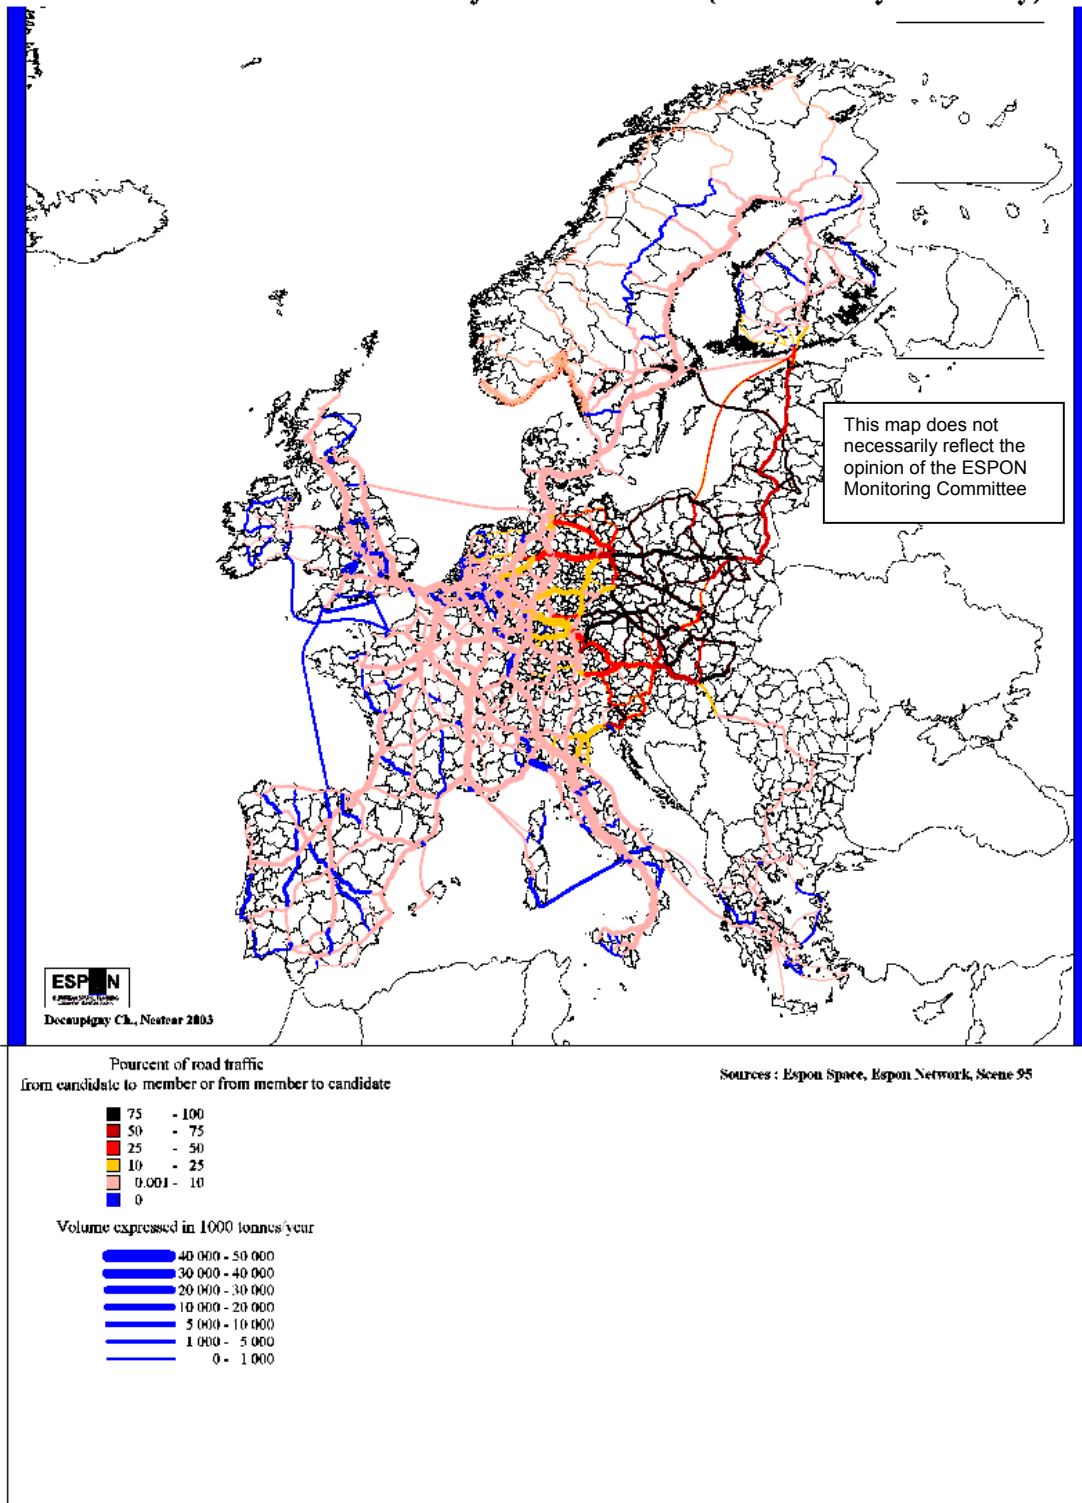 This map does not
necessarily reflect the
opinion of the ESPON
Monitoring Committee
ESPON
Decoupigny Ch., Nestear 2003
Pourcent of road traffic
from candidate to member or from member to candidate
Sources : Espon Space, Espon Network, Scene 95
75 - 100
50 - 75
25 - 50
10 - 25
0.001 - 10
0
Volume expressed in 1000 tonnes/year
40 000 - 50 000
30 000 - 40 000
20 000 - 30 000
10 000 - 20 000
5 000 - 10 000
1 000 - 5 000
0 - 1 000